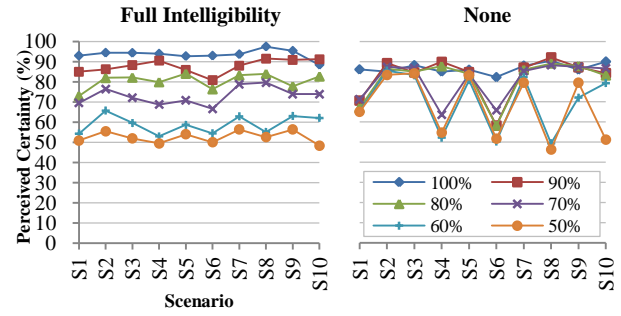 Full Intelligibility
None
Perceived Certainty (%)
100
90
80
70
60
50
40
30
20
10
0
S1 S2 S3 S4 S5 S6 S7 S8 S9 S10
Scenario
S1 S2 S3 S4 S5 S6 S7 S8 S9 S10
100% 90%
80% 70%
60% 50%